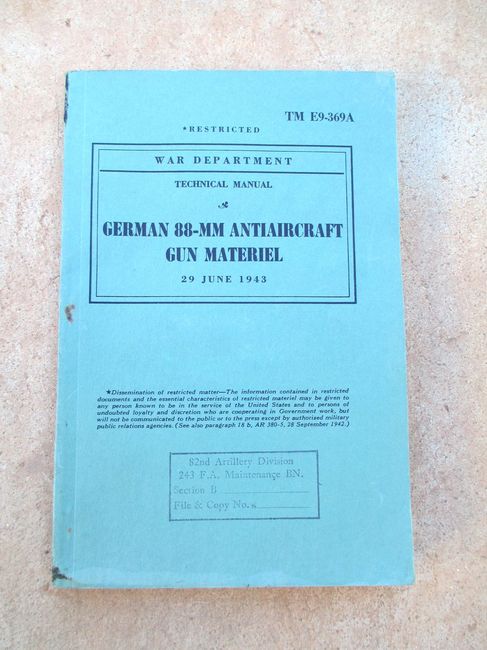 TM E9-369A
*RESTRICTED
WAR DEPARTMENT
TECHNICAL MANUAL
GERMAN 88-MM ANTIAIRCRAFT
GUN MATERIEL
29 JUNE 1943
★Dissemination of restricted matter—The information contained in restricted
documents and the essential characteristics of restricted materiel may be given to
any person known to be in the service of the United States and to persons of
undoubted loyalty and discretion who are cooperating in Government work, but
will not be communicated to the public or to the press except by authorized military
public relations agencies. (See also paragraph 18 b, AR 380-5, 28 September 1942.)
82nd Artillery Division
243 F.A. Maintenance BN.
Section B
File & Copy No.